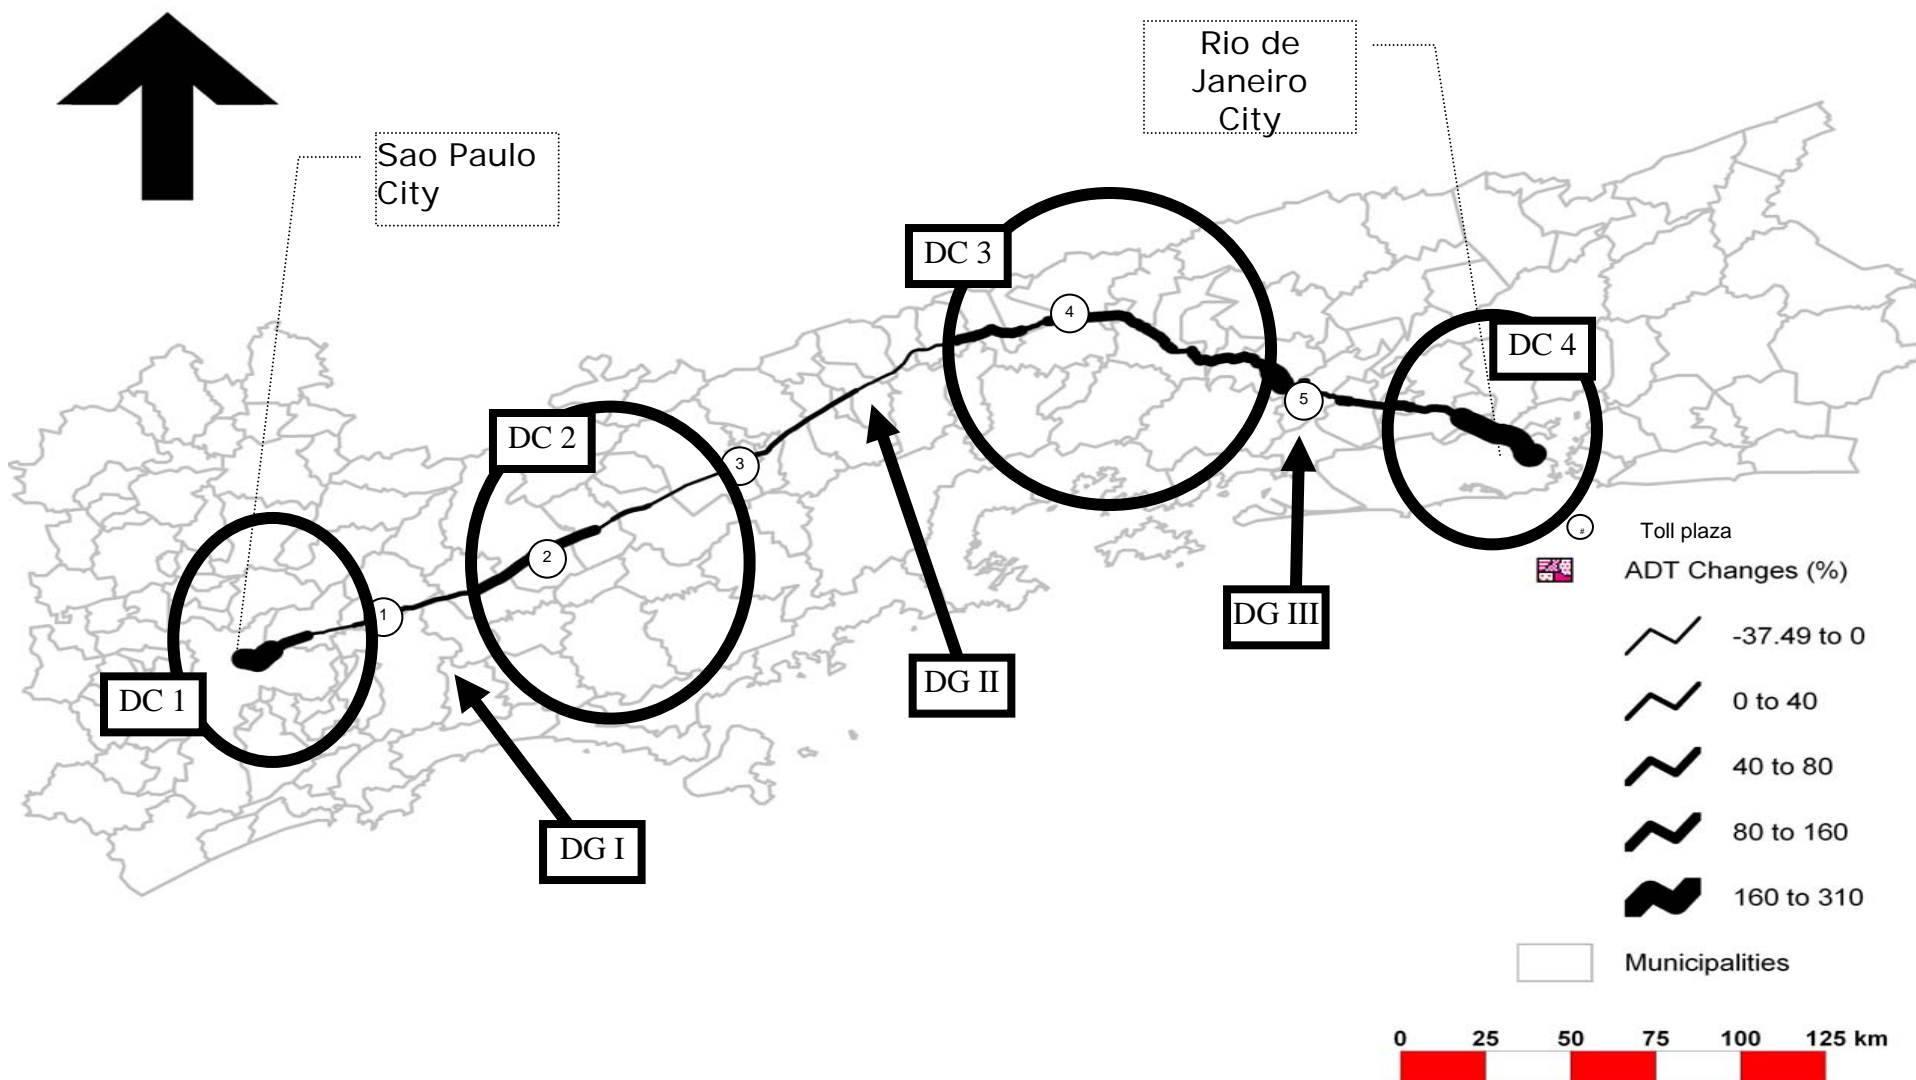 Rio de
Janeiro
City
Sao Paulo
City
DC 3
4
DC 4
5
DC 2
3
2
1
DC 1
DG I
DG II
DG III
# Toll plaza
ADT Changes (%)
-37.49 to 0
0 to 40
40 to 80
80 to 160
160 to 310
Municipalities
0 25 50 75 100 125 km